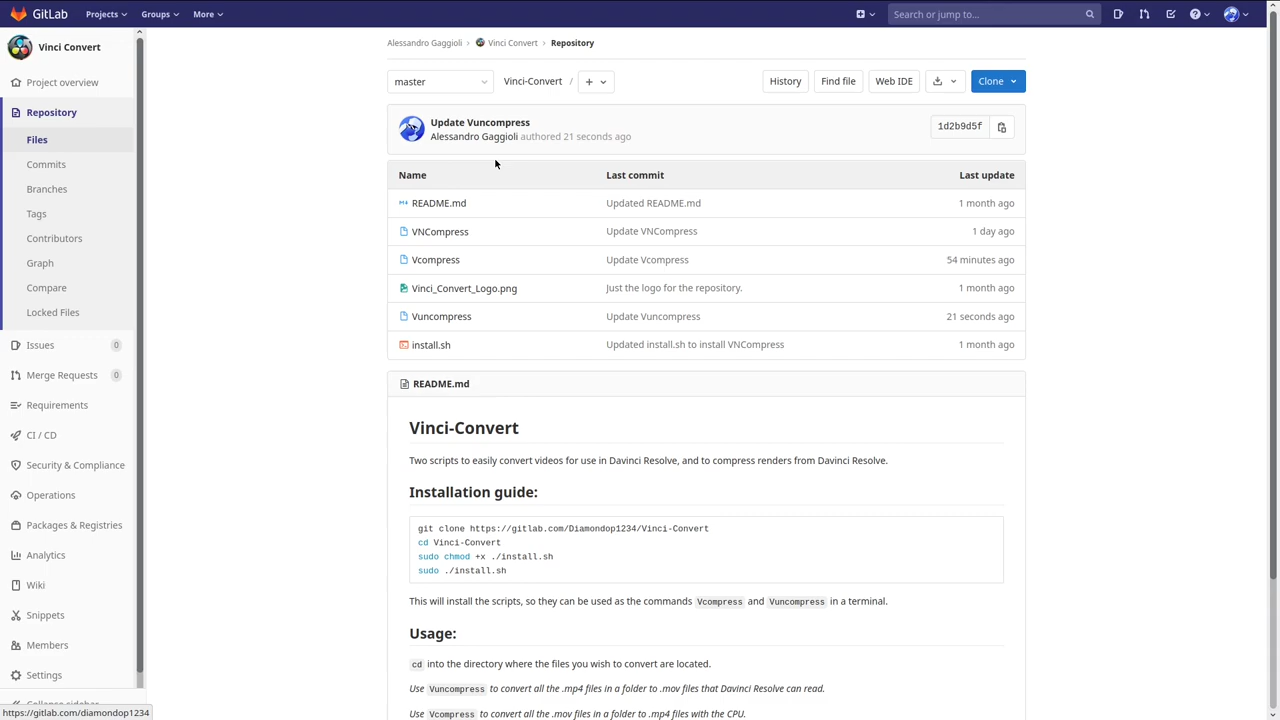 GitLab Projects Groups More Search or jump to...
Vinci Convert
Project overview
Repository
Files
Commits
Branches
Tags
Contributors
Graph
Compare
Locked Files
Issues 0
Merge Requests 0
Requirements
CI / CD
Security & Compliance
Operations
Packages & Registries
Analytics
Wiki
Snippets
Members
Settings
https://gitlab.com/diamondop1234
Alessandro Gaggioli › Vinci Convert › Repository
master Vinci-Convert / + History Find file Web IDE Clone
Update Vuncompress
Alessandro Gaggioli authored 21 seconds ago 1d2b9d5f
Name Last commit Last update
README.md Updated README.md 1 month ago
VNCompress Update VNCompress 1 day ago
Vcompress Update Vcompress 54 minutes ago
Vinci_Convert_Logo.png Just the logo for the repository. 1 month ago
Vuncompress Update Vuncompress 21 seconds ago
install.sh Updated install.sh to install VNCompress 1 month ago
README.md
Vinci-Convert
Two scripts to easily convert videos for use in Davinci Resolve, and to compress renders from Davinci Resolve.
Installation guide:
git clone https://gitlab.com/Diamondop1234/Vinci-Convert
cd Vinci-Convert
sudo chmod +x ./install.sh
sudo ./install.sh
This will install the scripts, so they can be used as the commands Vcompress and Vuncompress in a terminal.
Usage:
cd into the directory where the files you wish to convert are located.
Use Vuncompress to convert all the .mp4 files in a folder to .mov files that Davinci Resolve can read.
Use Vcompress to convert all the .mov files in a folder to .mp4 files with the CPU.